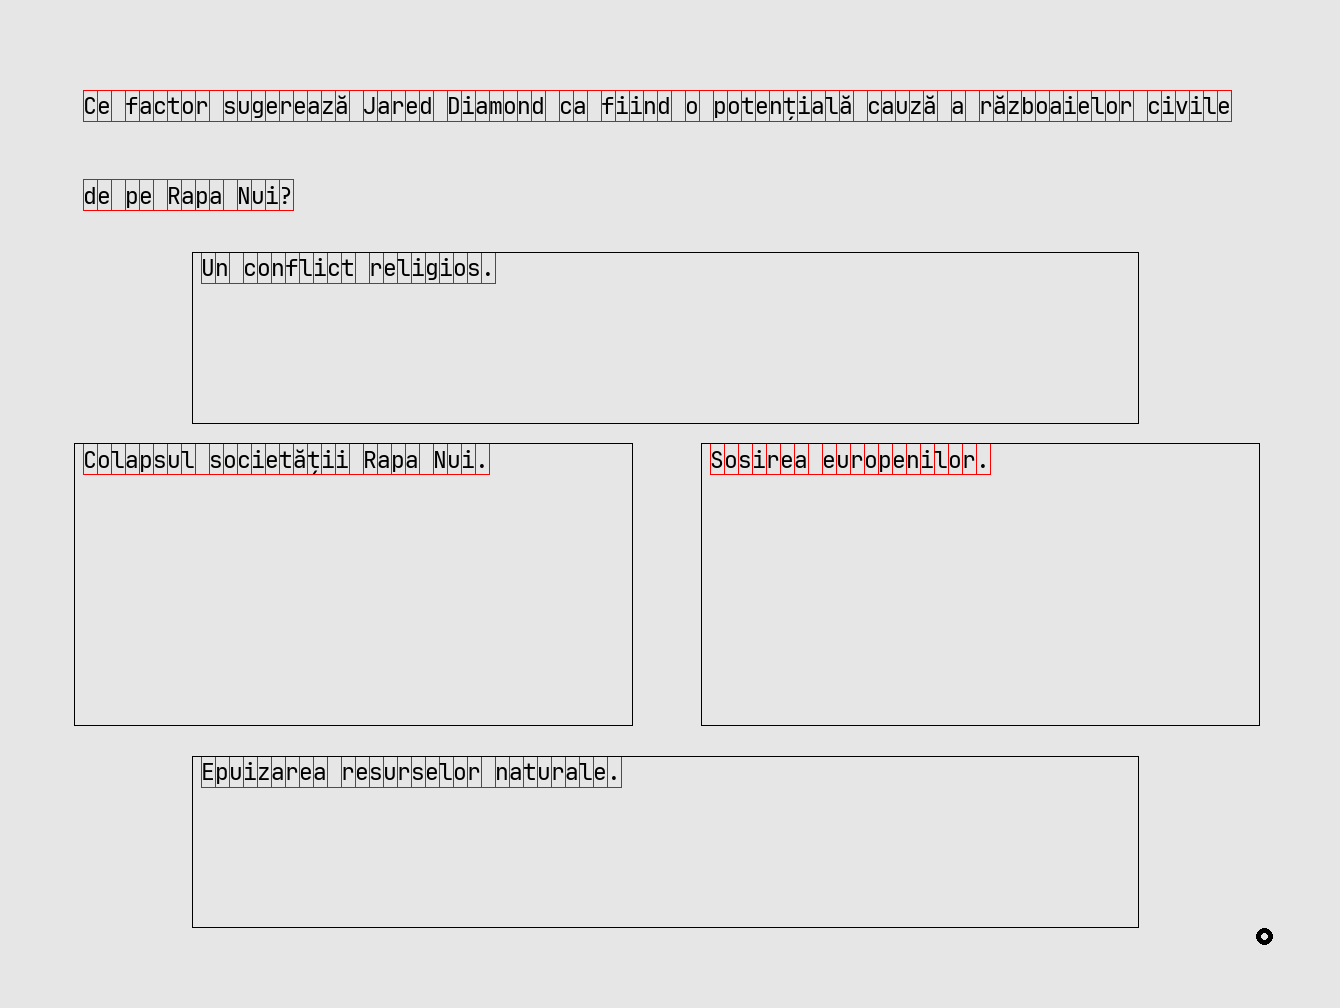 Ce factor sugerează Jared Diamond ca fiind o potențială cauză a războaielor civile
de pe Rapa Nui?
Un conflict religios.
Colapsul societății Rapa Nui.
Sosirea europenilor.
Epuizarea resurselor naturale.